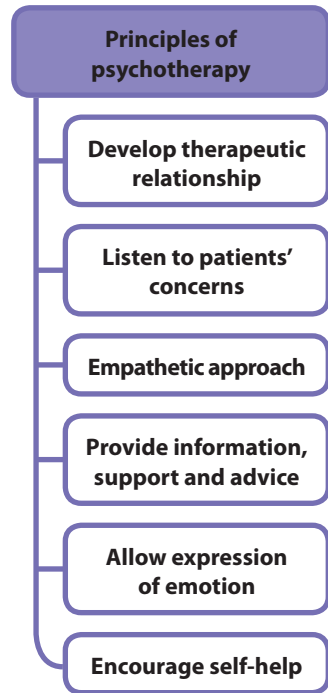 Principles of
psychotherapy
Develop therapeutic
relationship
Listen to patients’
concerns
Empathetic approach
Provide information,
support and advice
Allow expression
of emotion
Encourage self-help